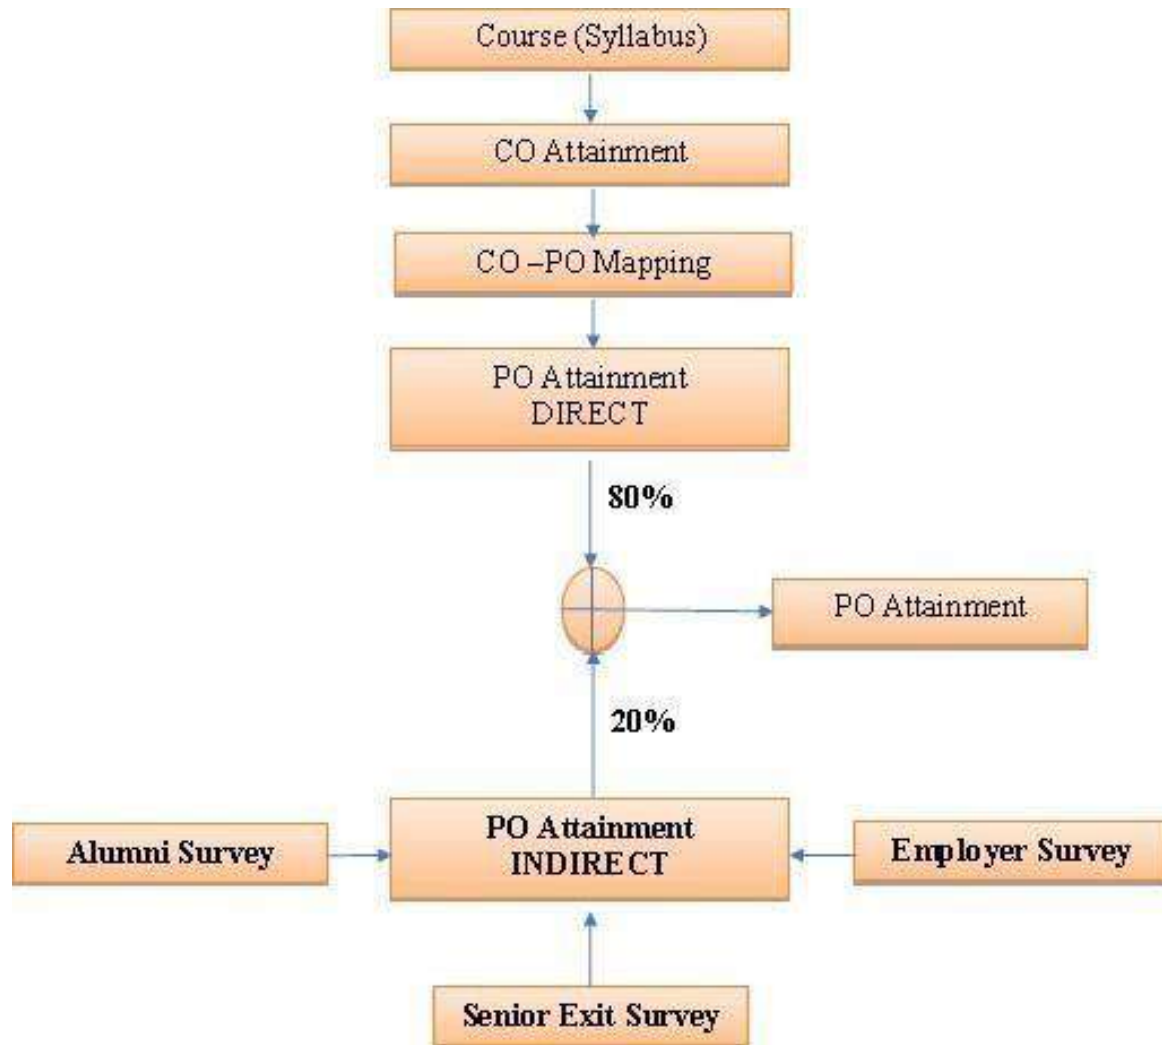 Course (Syllabus)
CO Attainment
CO –PO Mapping
PO Attainment
DIRECT
80%
PO Attainment
20%
PO Attainment
INDIRECT
Alumni Survey
Employer Survey
Senior Exit Survey